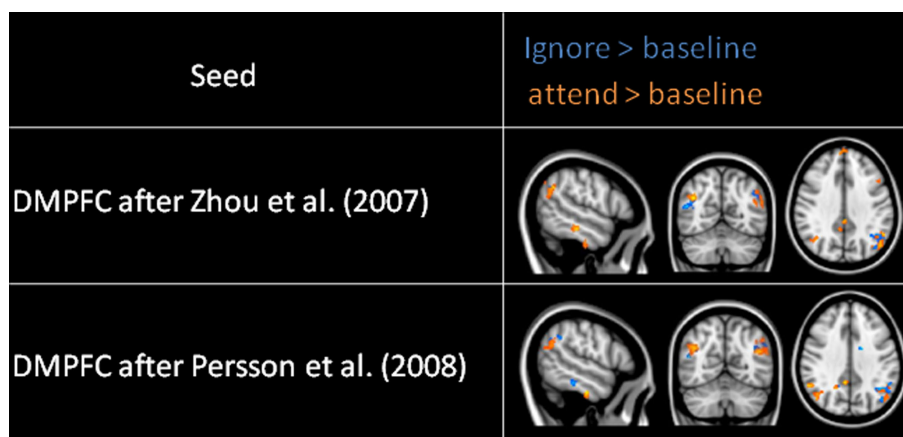 Seed
Ignore > baseline
attend > baseline
DMPFC after Zhou et al. (2007)
DMPFC after Persson et al. (2008)